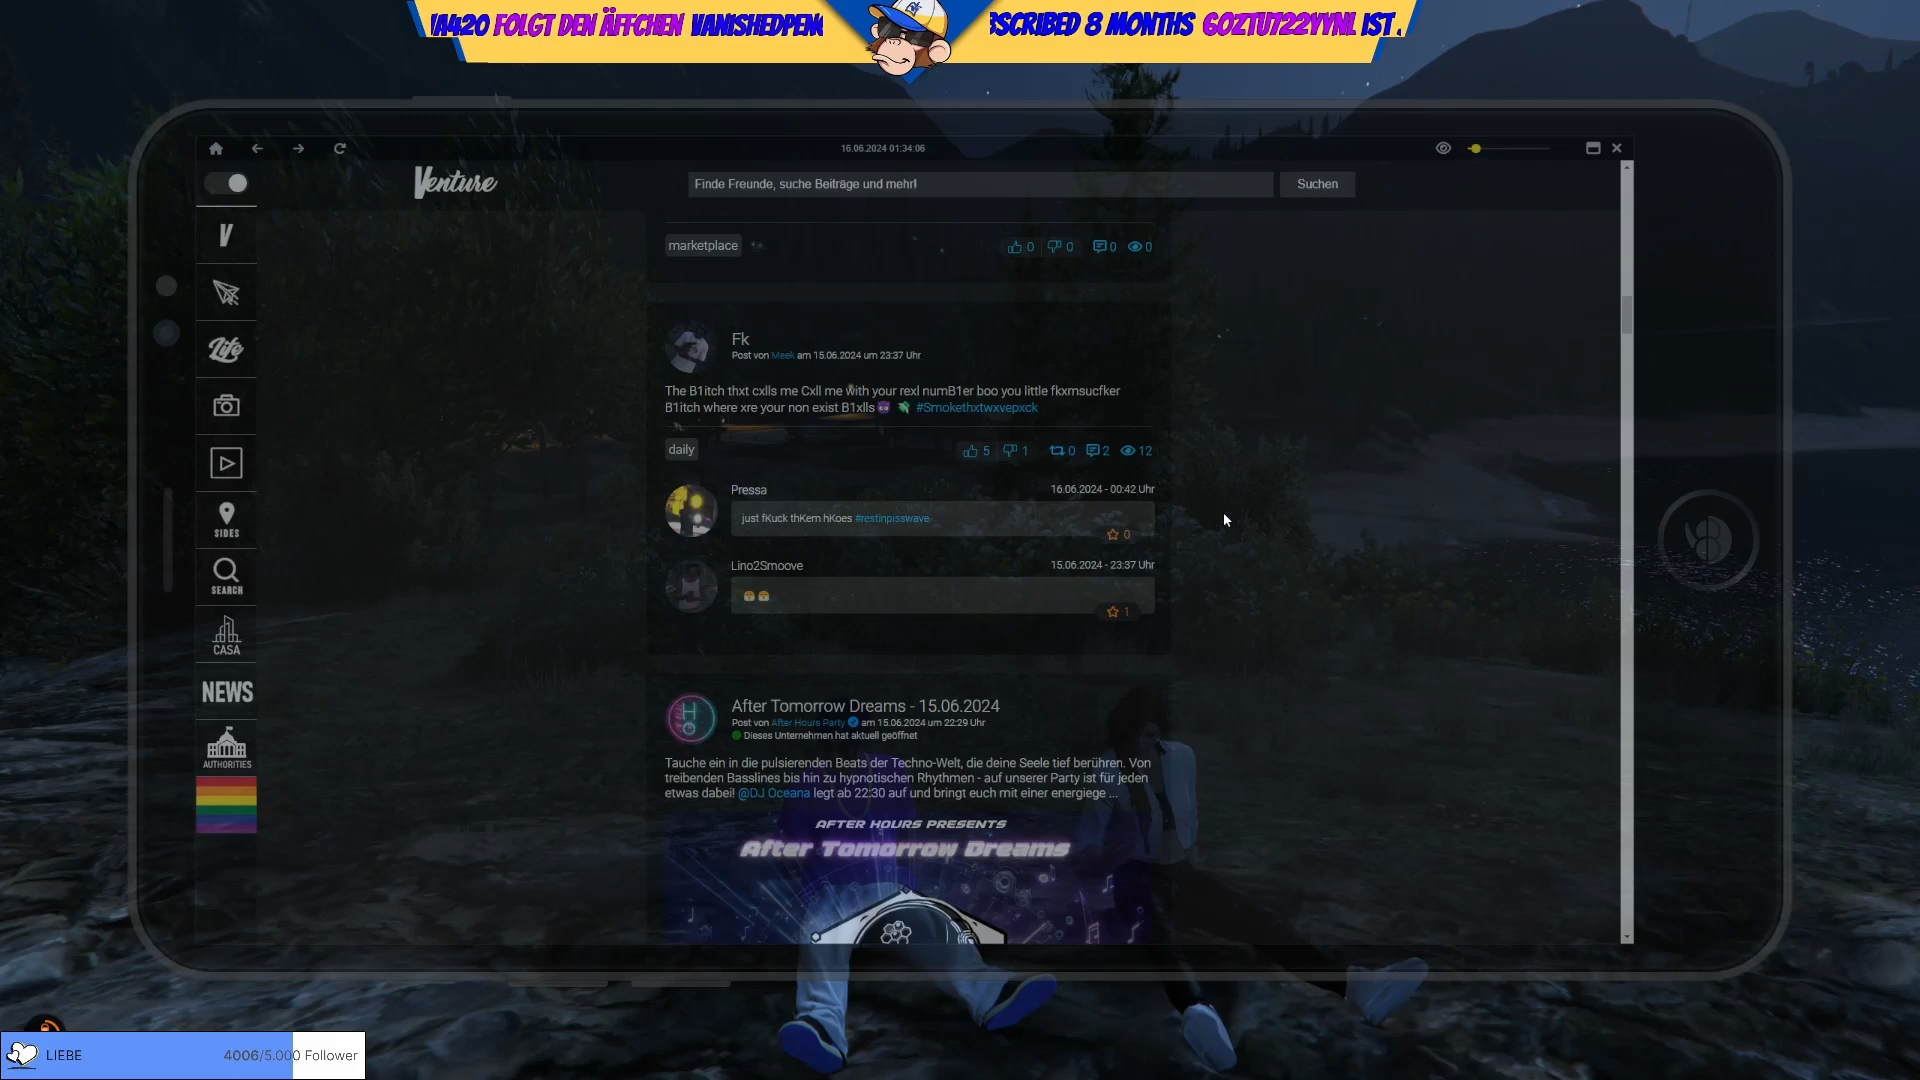 FOLGT DEN ÄFFCHEN VANISHEDPEN
SCRIBED 8 MONTHS 6OZTU722YYNL IST
16.06.2024 01:34:06
Venture
Finde Freunde, suche Beiträge und mehr!
Suchen
V
Life
SIDES
SEARCH
CASA
NEWS
AUTHORITIES
marketplace
0 0 0 0
Fk
Post von Meek am 15.06.2024 um 23:37 Uhr
The B1itch thxt cxlls me Cxll me with your rexl numB1er boo you little fkxmsucfker
B1itch where xre your non exist B1xlls #Smokethxtwxvepxck
daily
5 1 0 2 12
Pressa
16.06.2024 - 00:42 Uhr
just fKuck thKem hKoes #restinpisswave
0
Lino2Smoove
15.06.2024 - 23:37 Uhr
1
After Tomorrow Dreams - 15.06.2024
Post von After Hours Party am 15.06.2024 um 22:29 Uhr
Dieses Unternehmen hat aktuell geöffnet
Tauche ein in die pulsierenden Beats der Techno-Welt, die deine Seele tief berühren. Von
treibenden Basslines bis hin zu hypnotischen Rhythmen - auf unserer Party ist für jeden
etwas dabei! @DJ Oceana legt ab 22:30 auf und bringt euch mit einer energiege ...
AFTER HOURS PRESENTS
After Tomorrow Dreams
LIEBE
4006/5.000 Follower